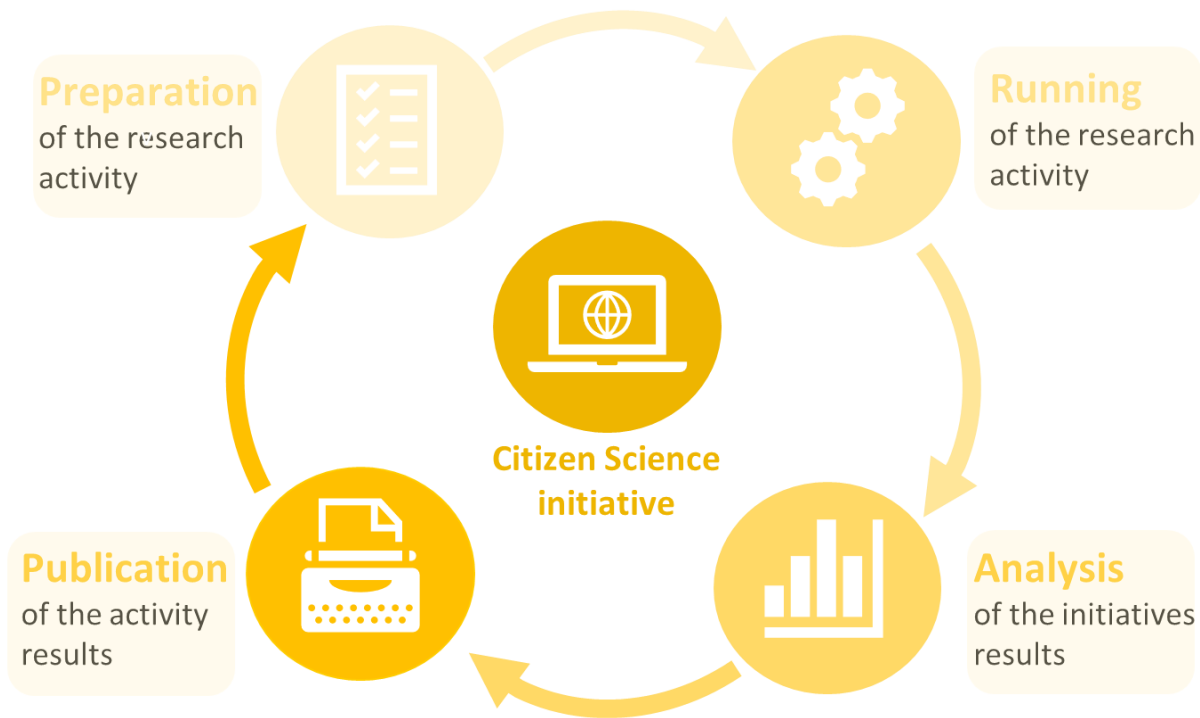 Preparation
of the research
activity
Running
of the research
activity
Citizen Science
initiative
Publication
of the activity
results
Analysis
of the initiatives
results